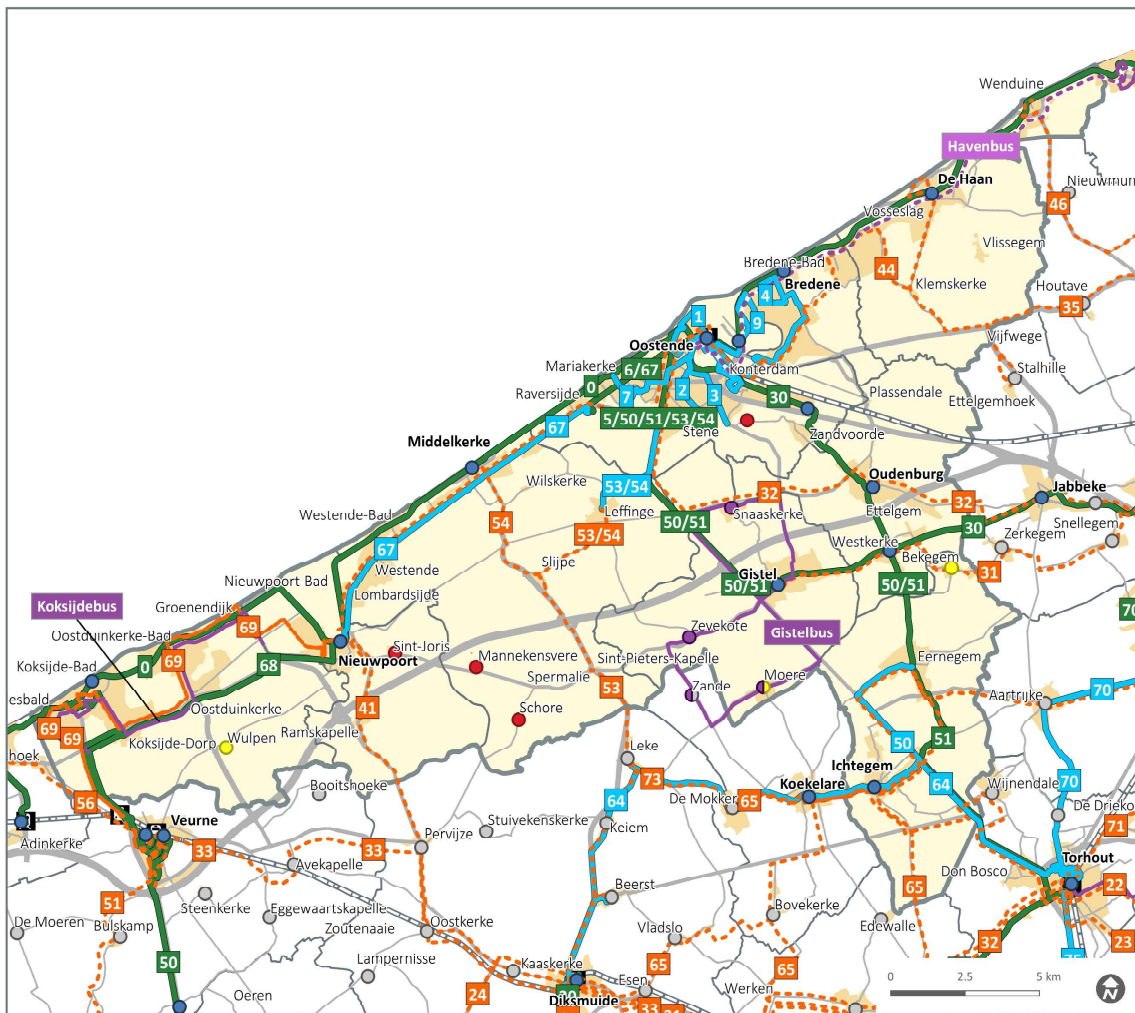 Wenduine
Havenbus
De Haan
Nieuwmun
46
Vosseslag
Vlissegem
Bredene-Bad
44
Bredene
Klemskerke
Houtave
35
4
1
9
Vijfwege
Oostende
Mariakerke
6/67
Konterdam
Stalhille
0
Raversijde
7
2
3
30
Plassendale
Ettelgemhoek
5/50/51/53/54
67
Stene
Zandvoorde
Middelkerke
Oudenburg
Wilskerke
53/54
32
Jabbeke
Leffinge
Snaaskerke
Ettelgem
32
Westende-Bad
54
50/51
30
Snellegem
53/54
Westkerke
Zerkegem
67
Bekegem
Slijpe
Westende
31
Nieuwpoort Bad
Gistel
50/51
50/51
Lombardsijde
70
Koksijdebus
Groenendijk
69
Oostduinkerke-Bad
Zevekote
Gistelbus
Sint-Joris
Nieuwpoort
Mannekensvere
Sint-Pieters-Kapelle
Eernegem
Koksijde-Bad
0
69
68
Spermalie
Moere
53
Zande
70
esbald
Aartrijke
41
Oostduinkerke
Schore
69
69
Ramskapelle
Koksijde-Dorp
Wulpen
50
51
hoek
Leke
Ichtegem
73
Koekelare
Booitshoeke
64
Wijnendale
70
56
64
De Mokker
65
De Drieko
Veurne
Stuivekenskerke
Keiem
71
Adinkerke
Pervijze
33
33
Torhout
Avekapelle
Don Bosco
22
51
Beerst
65
Steenkerke
Eggewaartskapelle
Bovekerke
De Moeren
Edewalle
Bulskamp
Zoutenaaie
Oostkerke
Vladslo
32
23
50
Lampernisse
Kaaskerke
65
65
0
2.5
5 km
N
Esen
Oeren
24
20
Diksmuide
Werken
33